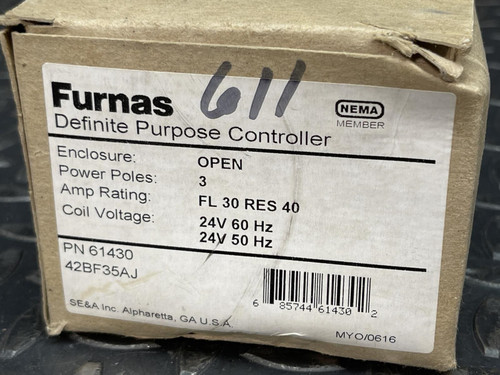 Furnas 611
NEMA
MEMBER
Definite Purpose Controller
Enclosure: OPEN
Power Poles: 3
Amp Rating: FL 30 RES 40
Coil Voltage: 24V 60 Hz
24V 50 Hz
PN 61430
42BF35AJ
6 85744 61430 2
SE&A Inc. Alpharetta, GA U.S.A.
MYO/0616